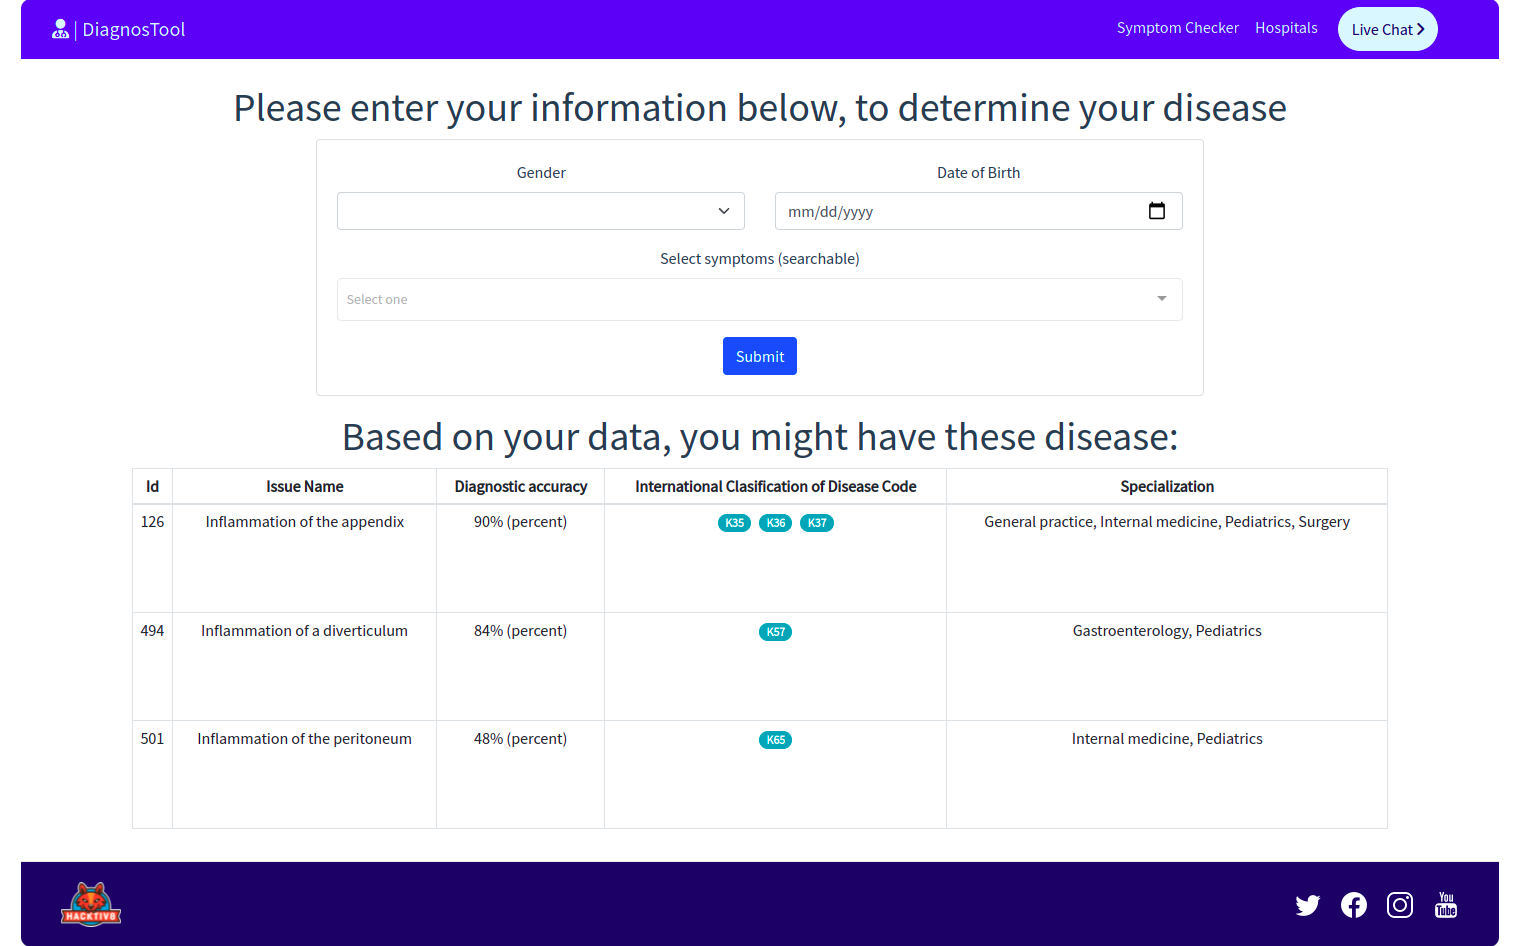 DiagnosTool
Symptom Checker Hospitals Live Chat
Please enter your information below, to determine your disease
Gender Date of Birth
mm/dd/yyyy
Select symptoms (searchable)
Select one
Submit
Based on your data, you might have these disease:
Id Issue Name Diagnostic accuracy International Clasification of Disease Code Specialization
126 Inflammation of the appendix 90% (percent) K35 K36 K37 General practice, Internal medicine, Pediatrics, Surgery
494 Inflammation of a diverticulum 84% (percent) K57 Gastroenterology, Pediatrics
501 Inflammation of the peritoneum 48% (percent) K65 Internal medicine, Pediatrics
HACKTIV8
You
Tube